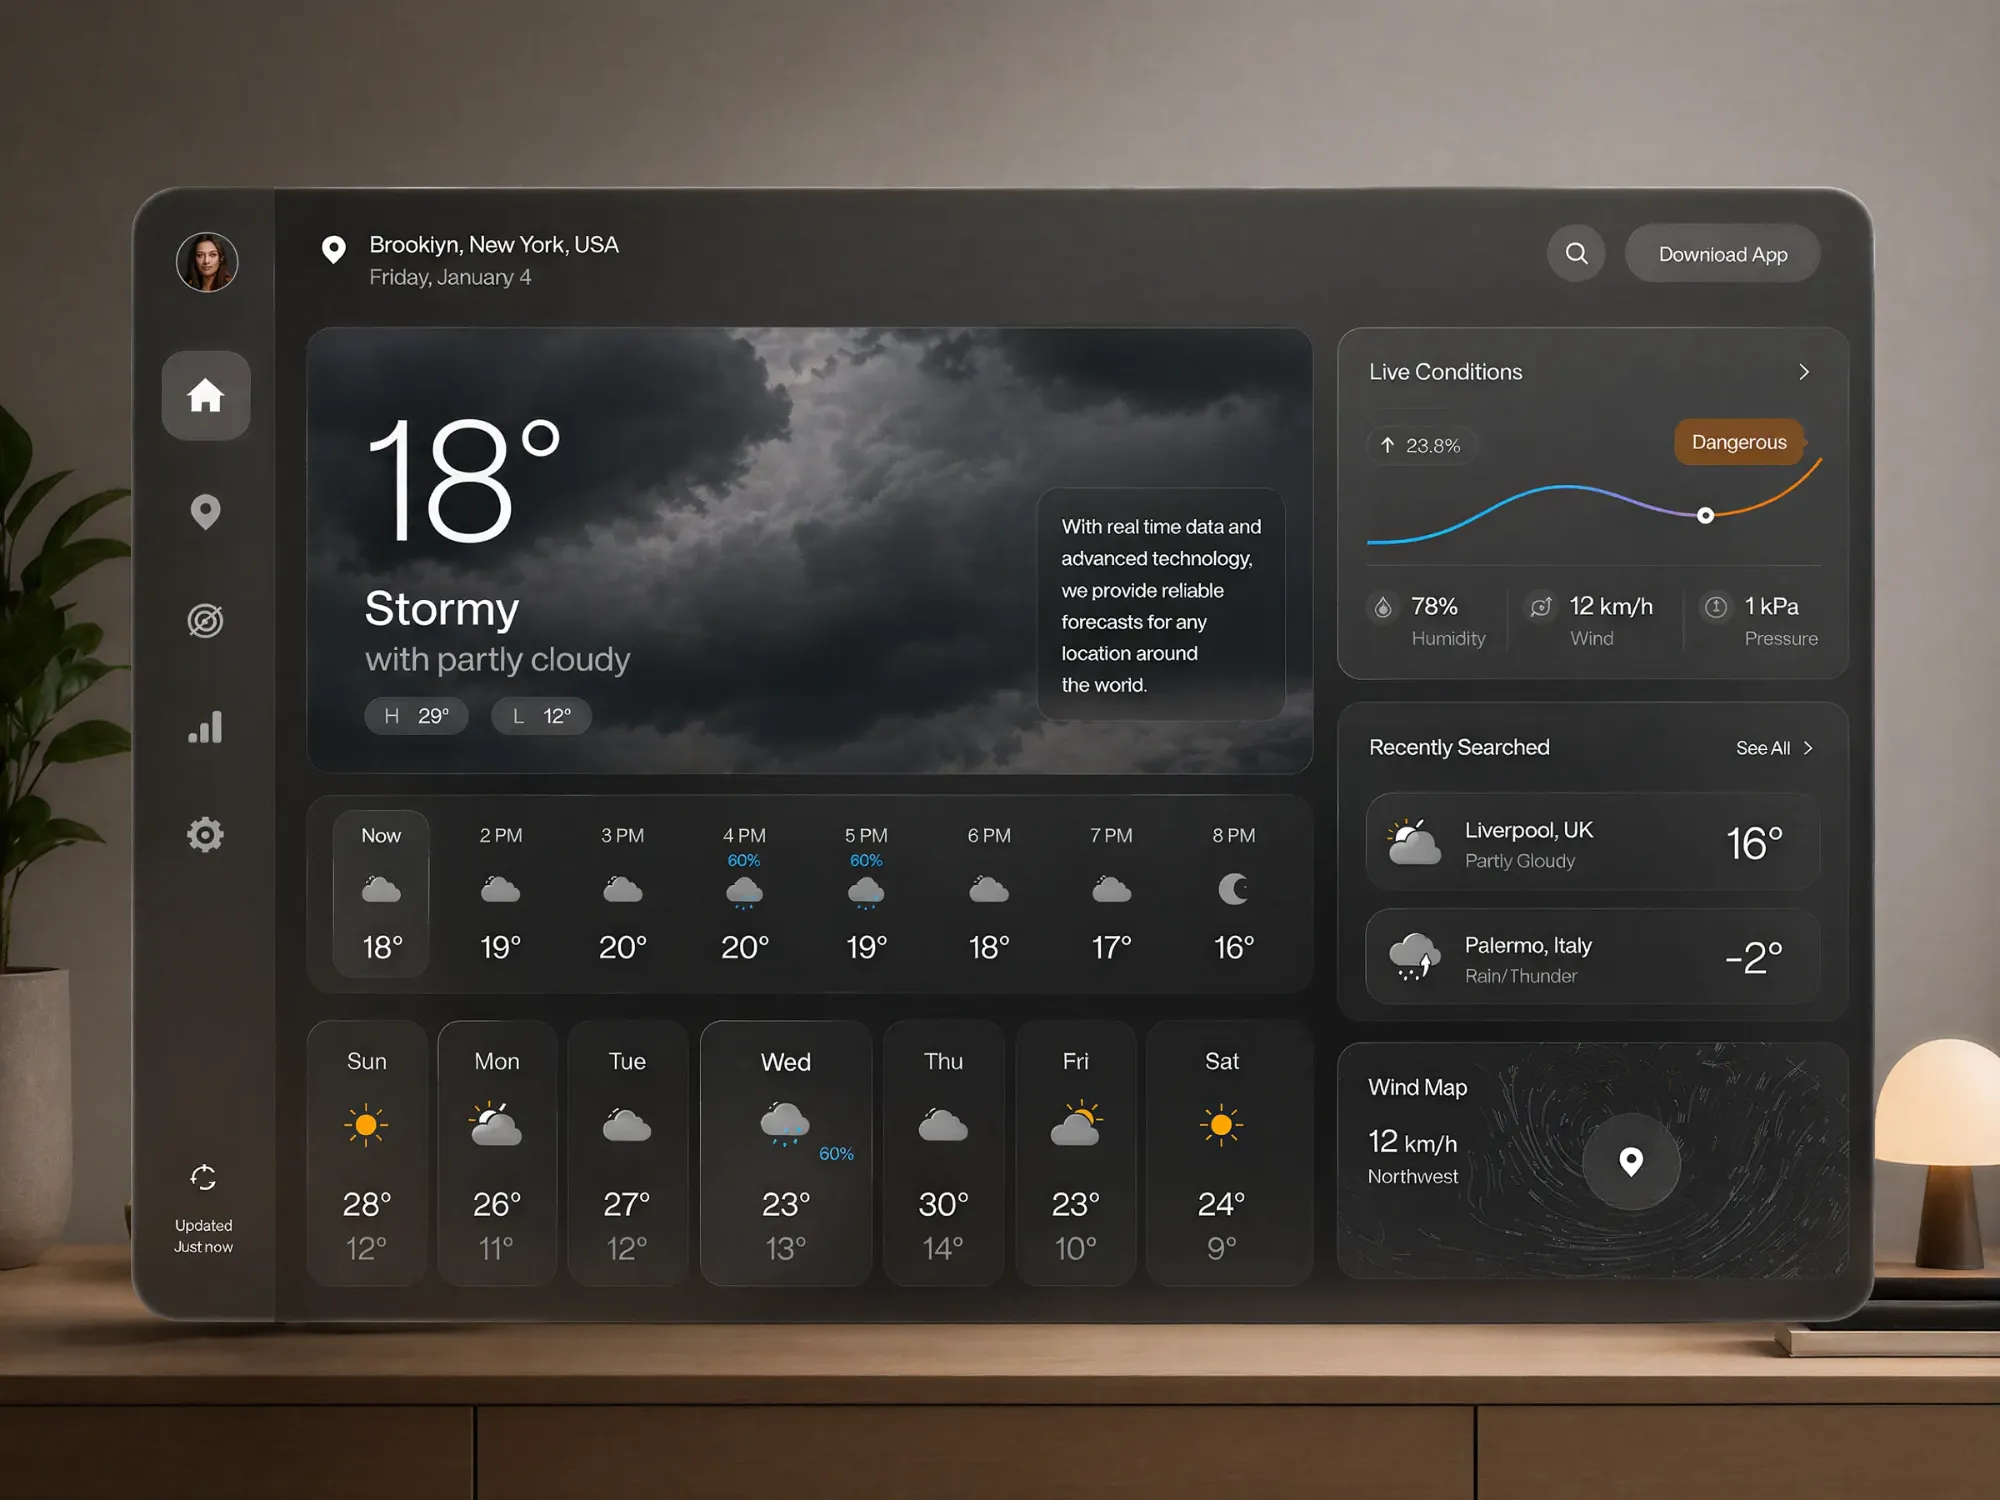 Brookiyn, New York, USA
Friday, January 4
Downioad App
18°
Stormy
with partly cloudy
H 29°
L 12°
With real time data and
advanced technology,
we provide reliable
forecasts for any
location around
the world.
Live Conditions
23.8%
Dangerous
78%
Humidity
12 km/h
Wind
1 kPa
Pressure
Recently Searched
See All
Liverpool, UK
Partly Gloudy
16°
Palermo, Italy
Rain/Thunder
-2°
Now
18°
2 PM
19°
3 PM
20°
4 PM
60%
20°
5 PM
60%
19°
6 PM
18°
7 PM
17°
8 PM
16°
Sun
28°
12°
Mon
26°
11°
Tue
27°
12°
Wed
60%
23°
13°
Thu
30°
14°
Fri
23°
10°
Sat
24°
9°
Wind Map
12 km/h
Northwest
Updated
Just now